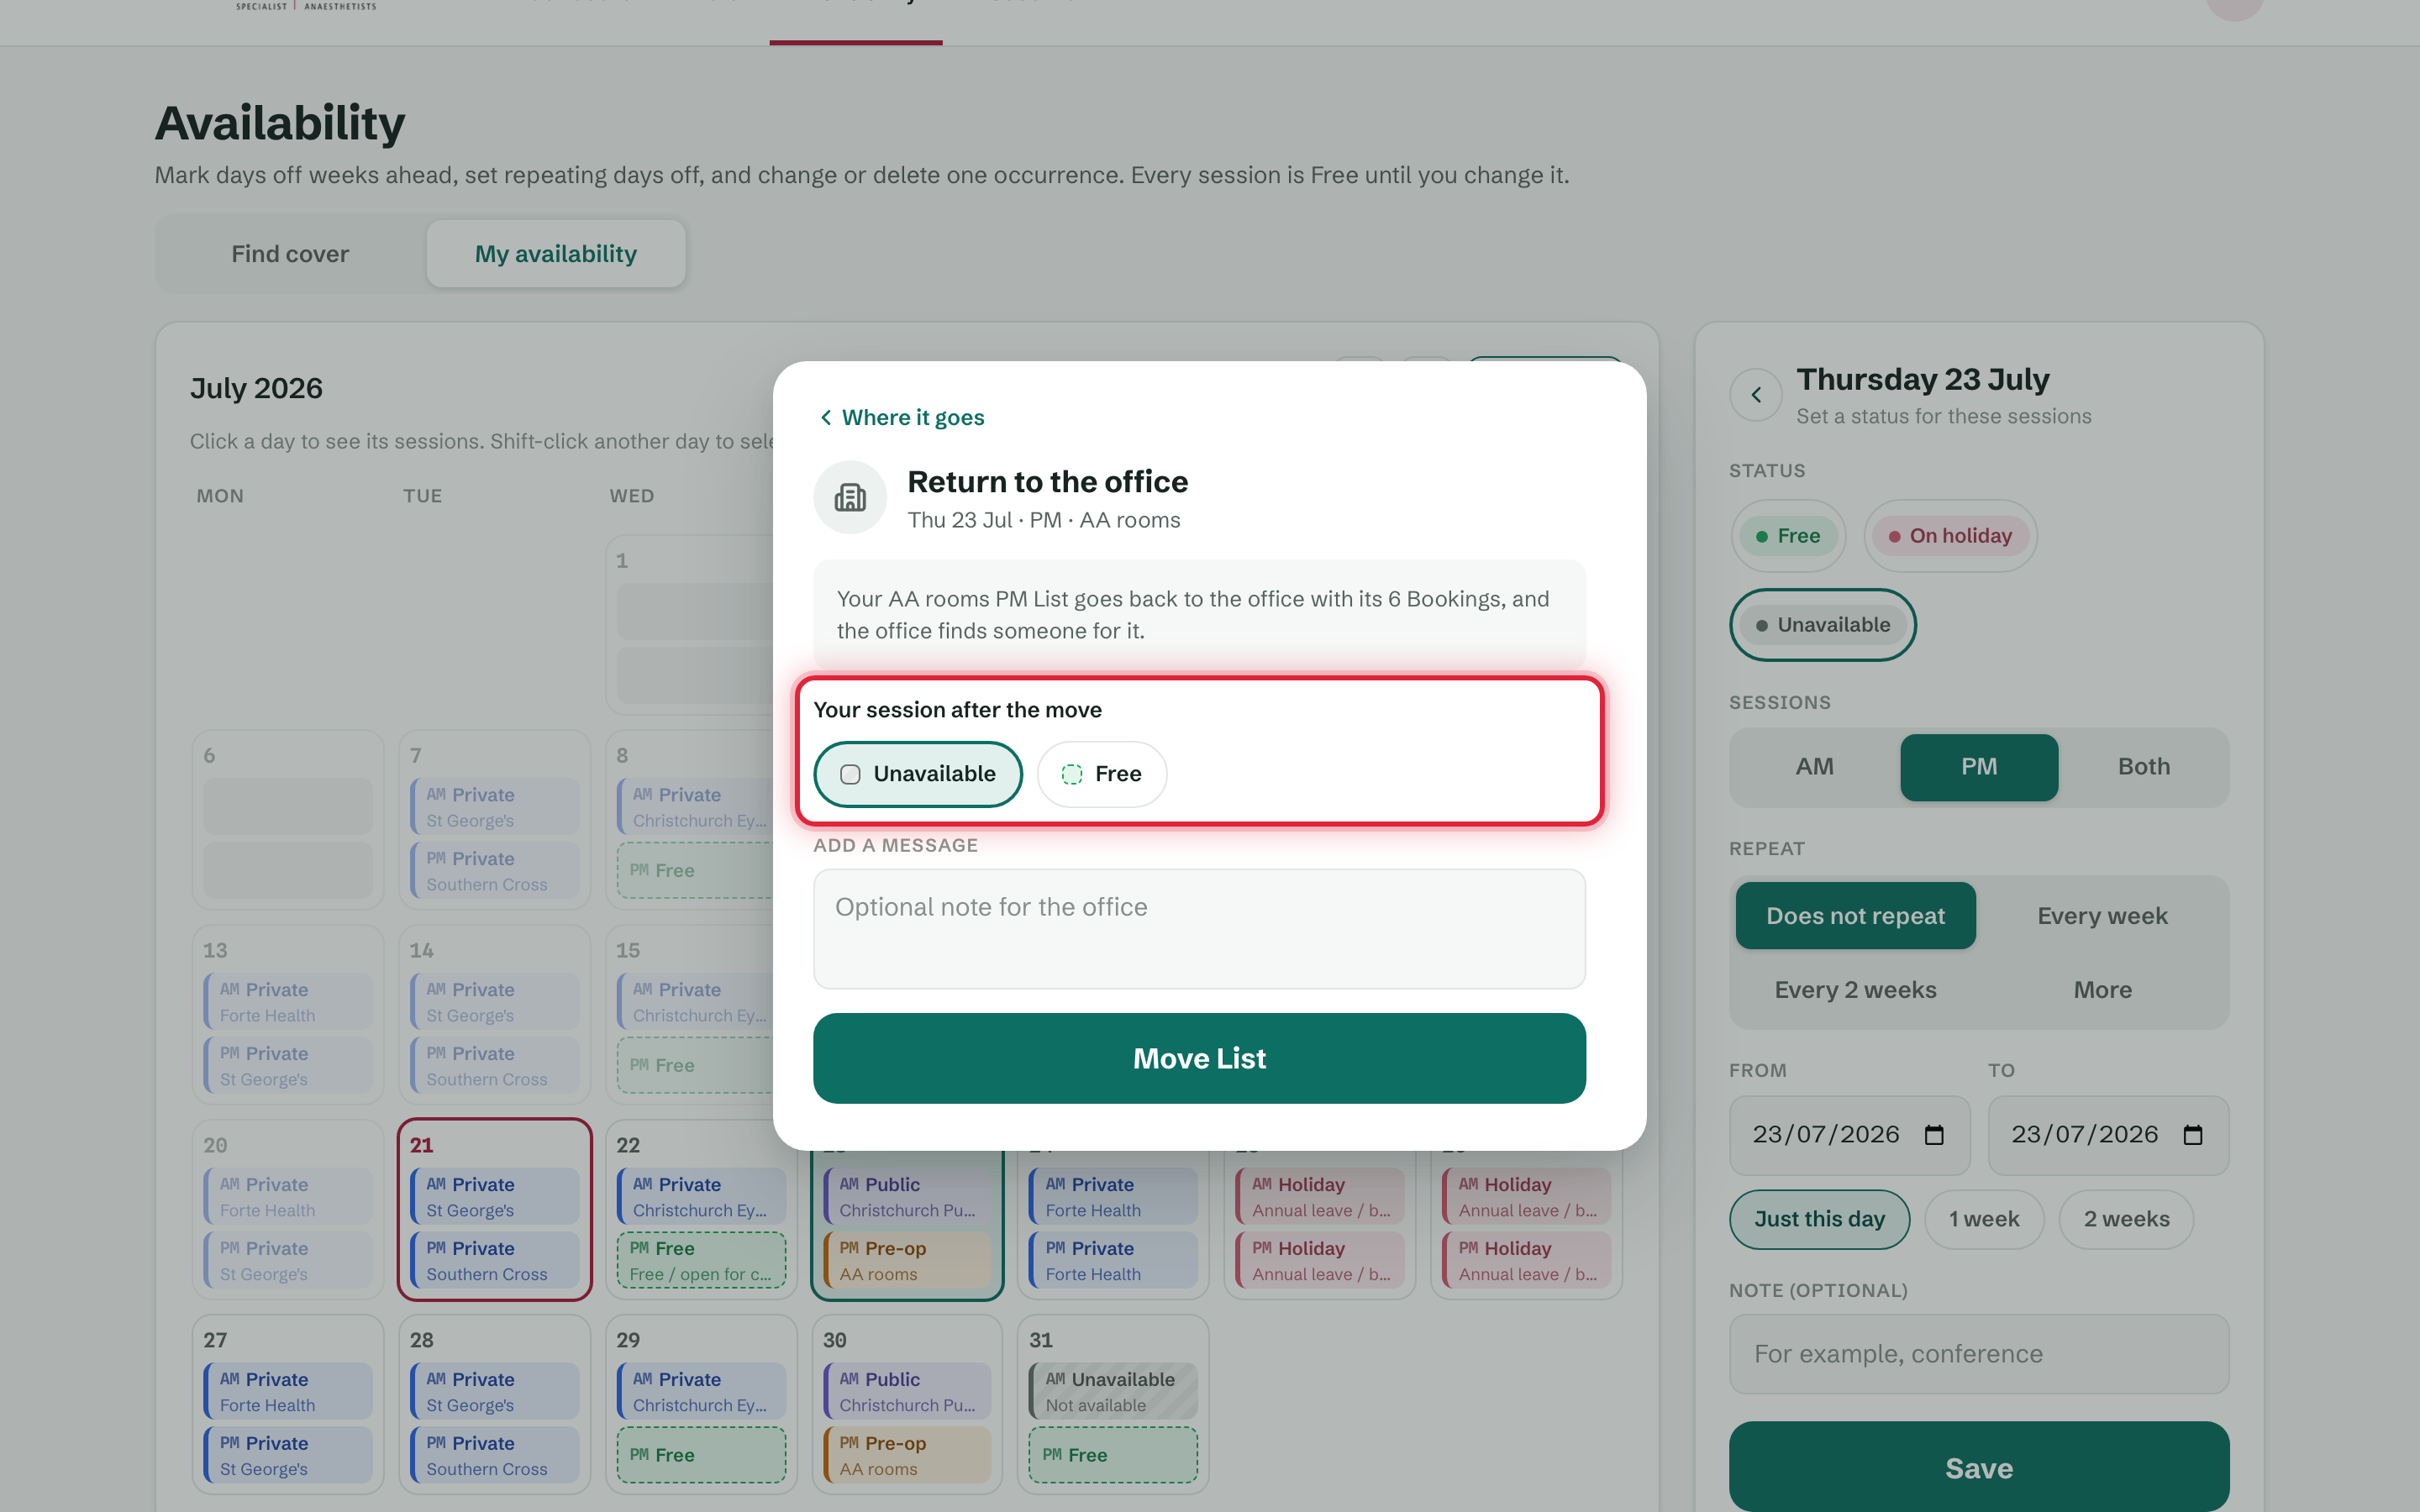 SPECIALIST | ANAESTHETISTS
Availability
Mark days off weeks ahead, set repeating days off, and change or delete one occurrence. Every session is Free until you change it.
Find cover
My availability
July 2026
Click a day to see its sessions. Shift-click another day to
MON
TUE
WED
1
6
7
AM Private
St George's
PM Private
Southern Cross
8
AM Private
Christchurch Ey...
PM Free
13
AM Private
Forte Health
PM Private
St George's
14
AM Private
St George's
PM Private
Southern Cross
15
AM Private
Christchurch Ey...
PM Free
20
AM Private
Forte Health
PM Private
St George's
21
AM Private
St George's
PM Private
Southern Cross
22
AM Private
Christchurch Ey...
PM Free
Free / open for c...
AM Public
Christchurch Pu...
PM Pre-op
AA rooms
AM Private
Forte Health
PM Private
Forte Health
AM Holiday
Annual leave / b...
PM Holiday
Annual leave / b...
AM Holiday
Annual leave / b...
PM Holiday
Annual leave / b...
27
AM Private
Forte Health
PM Private
St George's
28
AM Private
St George's
PM Private
Southern Cross
29
AM Private
Christchurch Ey...
PM Free
30
AM Public
Christchurch Pu...
PM Pre-op
AA rooms
31
AM Unavailable
Not available
PM Free
Where it goes
Return to the office
Thu 23 Jul · PM · AA rooms
Your AA rooms PM List goes back to the office with its 6 Bookings, and
the office finds someone for it.
Your session after the move
Unavailable
Free
ADD A MESSAGE
Optional note for the office
Move List
Thursday 23 July
Set a status for these sessions
STATUS
Free
On holiday
Unavailable
SESSIONS
AM
PM
Both
REPEAT
Does not repeat
Every week
Every 2 weeks
More
FROM
TO
23/07/2026
23/07/2026
Just this day
1 week
2 weeks
NOTE (OPTIONAL)
For example, conference
Save